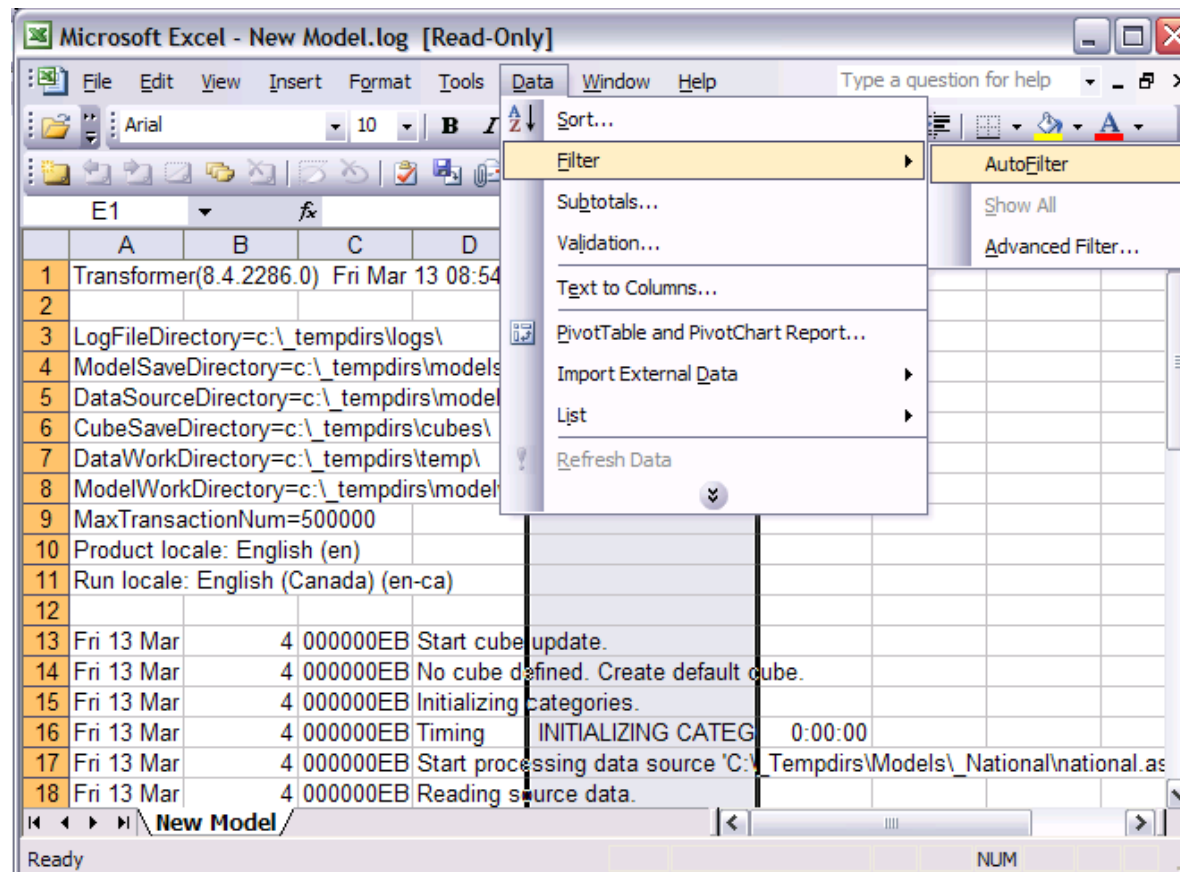 Microsoft Excel - New Model.log [Read-Only]
File Edit View Insert Format Tools Data Window Help Type a question for help
Arial 10 B I A
E1 fx
Sort...
Filter
Subtotals...
Validation...
Text to Columns...
PivotTable and PivotChart Report...
Import External Data
List
Refresh Data
AutoFilter
Show All
Advanced Filter...
A B C D
1 Transformer(8.4.2286.0) Fri Mar 13 08:54
2
3 LogFileDirectory=c:\_tempdirs\logs\
4 ModelSaveDirectory=c:\_tempdirs\models
5 DataSourceDirectory=c:\_tempdirs\model
6 CubeSaveDirectory=c:\_tempdirs\cubes\
7 DataWorkDirectory=c:\_tempdirs\temp\
8 ModelWorkDirectory=c:\_tempdirs\model
9 MaxTransactionNum=500000
10 Product locale: English (en)
11 Run locale: English (Canada) (en-ca)
12
13 Fri 13 Mar 4 000000EB Start cube update.
14 Fri 13 Mar 4 000000EB No cube defined. Create default cube.
15 Fri 13 Mar 4 000000EB Initializing categories.
16 Fri 13 Mar 4 000000EB Timing INITIALIZING CATEG 0:00:00
17 Fri 13 Mar 4 000000EB Start processing data source 'C:\_Tempdirs\Models\_National\national.as
18 Fri 13 Mar 4 000000EB Reading source data.
New Model
Ready NUM